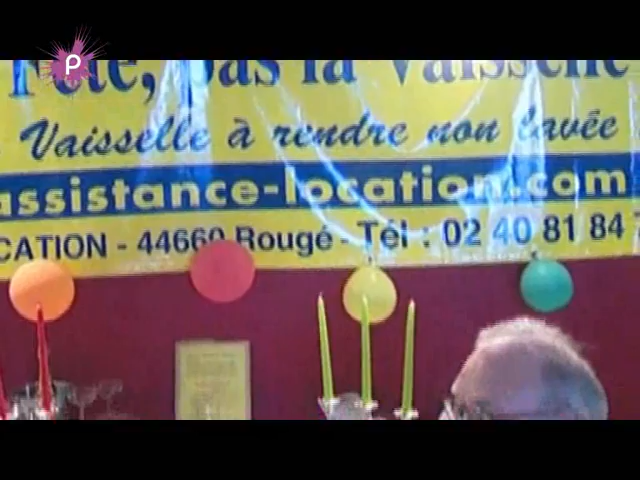 P
Fête, pas la Vaisselle
Vaisselle à rendre non lavée
assistance-location.com
CATION - 44660 Rougé - Tél : 02 40 81 84